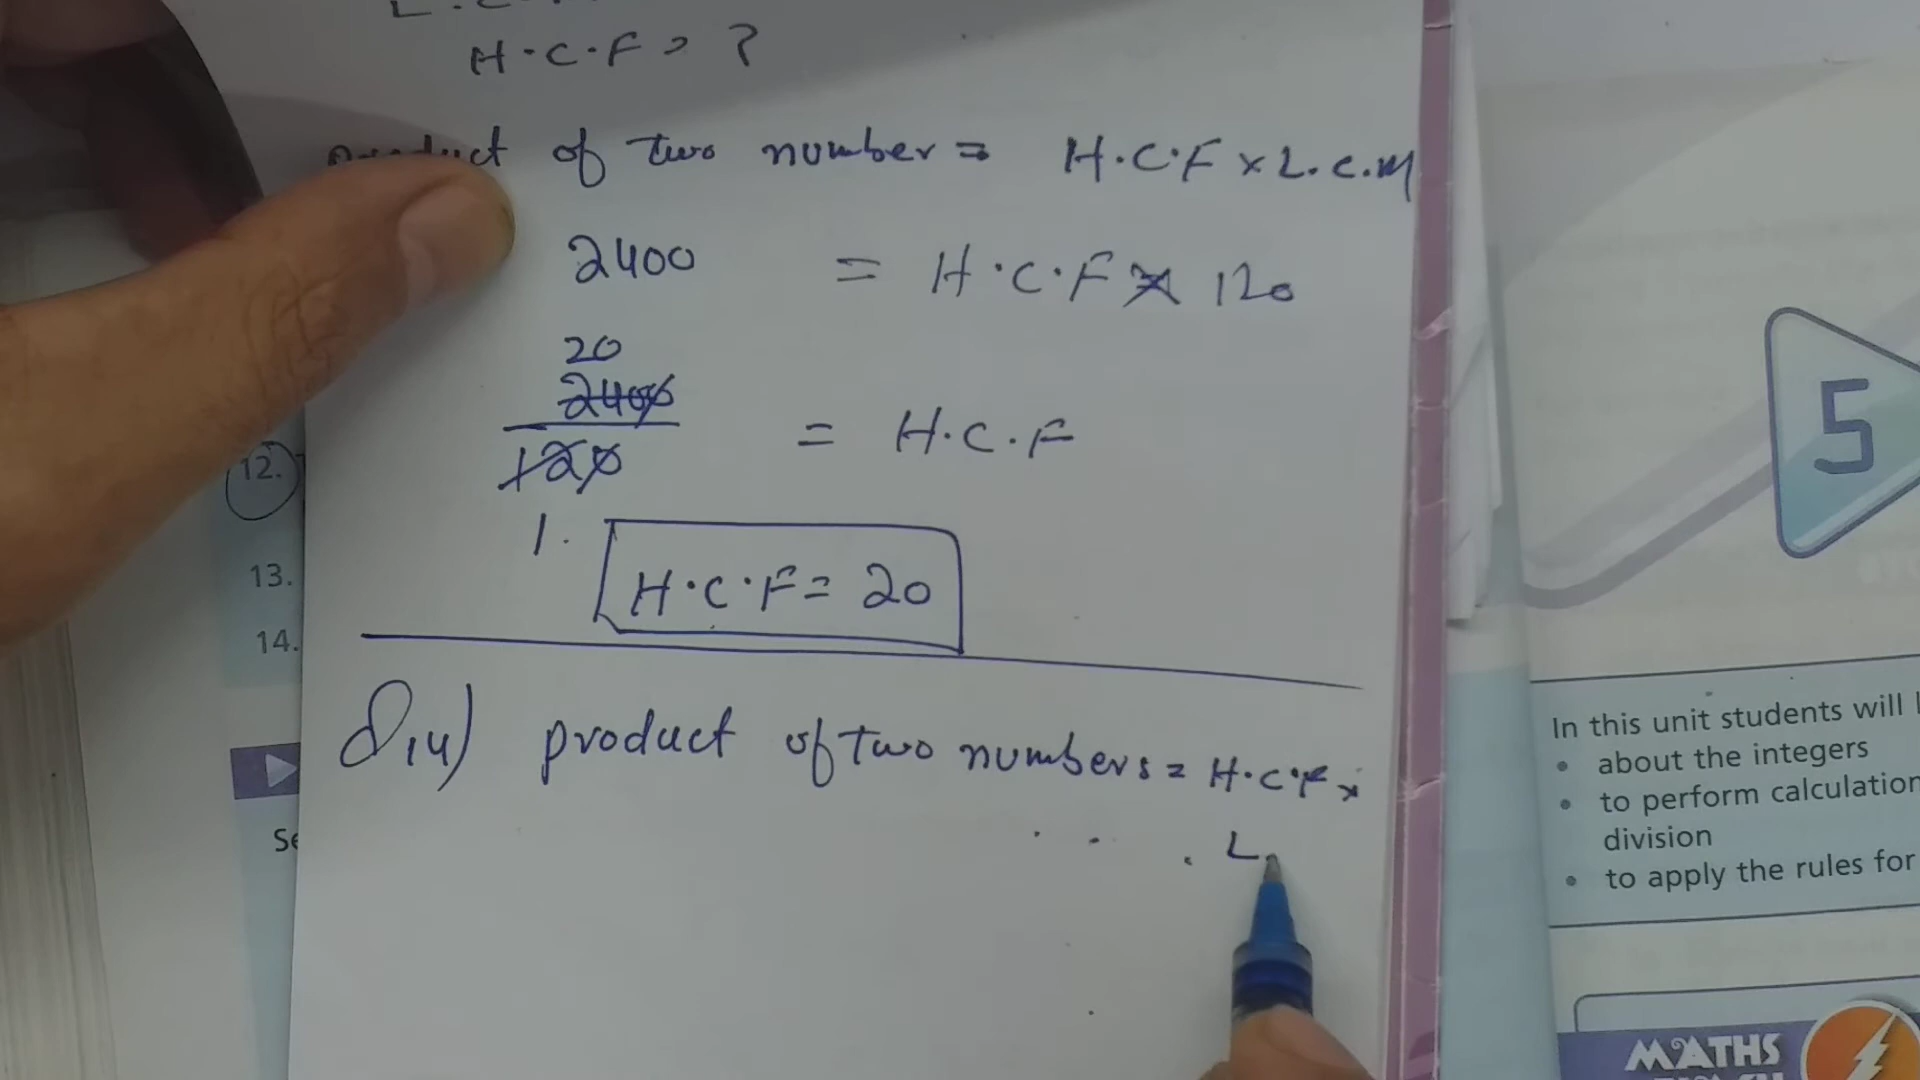 H.C.F = ?
product of two number = H.C.F x L.C.M
2400 = H.C.F x 120
20
2400
120 = H.C.F
1.
H.C.F = 20
Q14) product of two numbers = H.C.F x
L.
12.
13.
14.
Se
5
In this unit students will
• about the integers
• to perform calculation
division
• to apply the rules for
MATHS